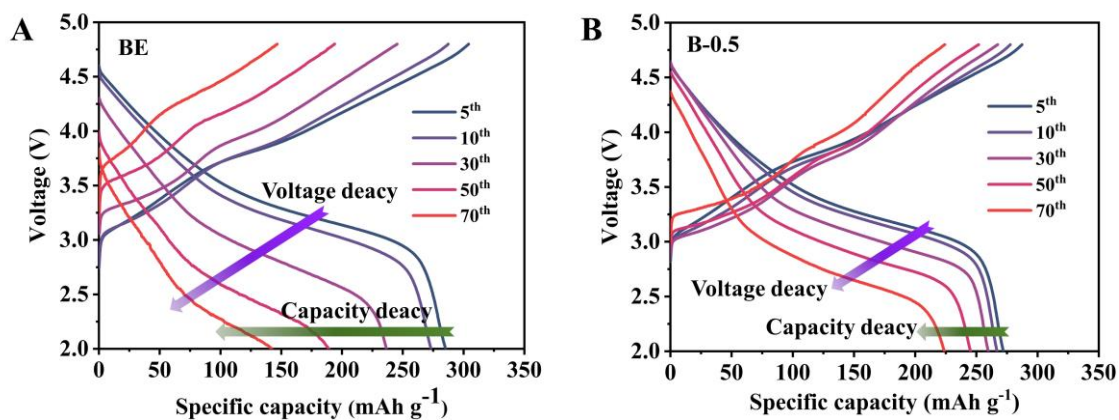 A
BE
5.0
4.5
4.0
3.5
3.0
2.5
2.0
Voltage (V)
5th
10th
30th
50th
70th
Voltage deacy
Capacity deacy
0 50 100 150 200 250 300 350
Specific capacity (mAh g-1)
B
B-0.5
5.0
4.5
4.0
3.5
3.0
2.5
2.0
Voltage (V)
5th
10th
30th
50th
70th
Voltage deacy
Capacity deacy
0 50 100 150 200 250 300 350
Specific capacity (mAh g-1)